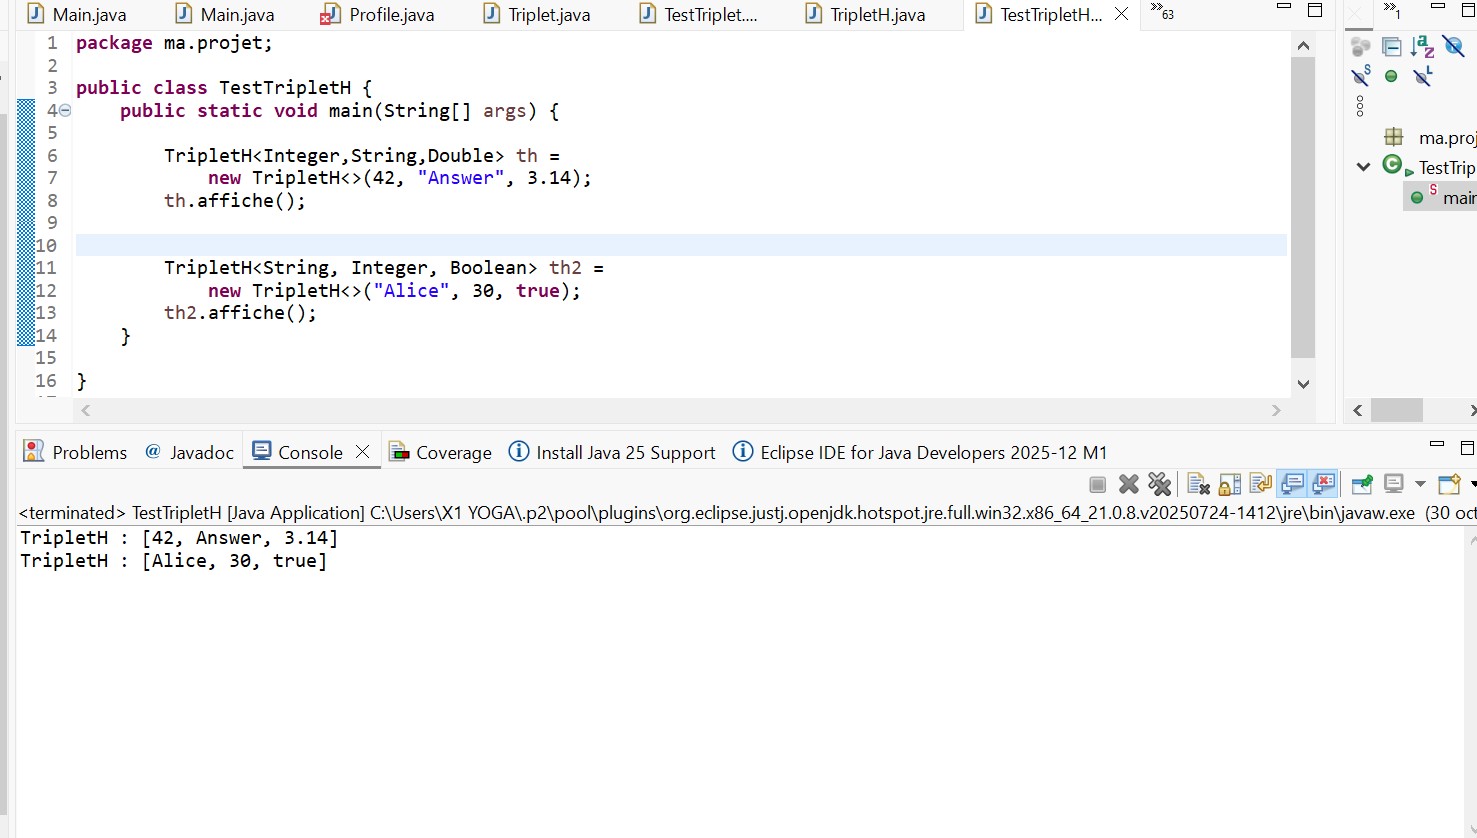 Main.java Main.java Profile.java Triplet.java TestTriplet.... TripletH.java TestTripletH... »63 »1
1 package ma.projet;
2
3 public class TestTripletH {
4 public static void main(String[] args) {
5
6 TripletH<Integer,String,Double> th =
7 new TripletH<>(42, "Answer", 3.14);
8 th.affiche();
9
10
11 TripletH<String, Integer, Boolean> th2 =
12 new TripletH<>("Alice", 30, true);
13 th2.affiche();
14 }
15
16 }
ma.proj
TestTrip
main
Problems @ Javadoc Console Coverage Install Java 25 Support Eclipse IDE for Java Developers 2025-12 M1
<terminated> TestTripletH [Java Application] C:\Users\X1 YOGA\.p2\pool\plugins\org.eclipse.justj.openjdk.hotspot.jre.full.win32.x86_64_21.0.8.v20250724-1412\jre\bin\javaw.exe (30 oct
TripletH : [42, Answer, 3.14]
TripletH : [Alice, 30, true]